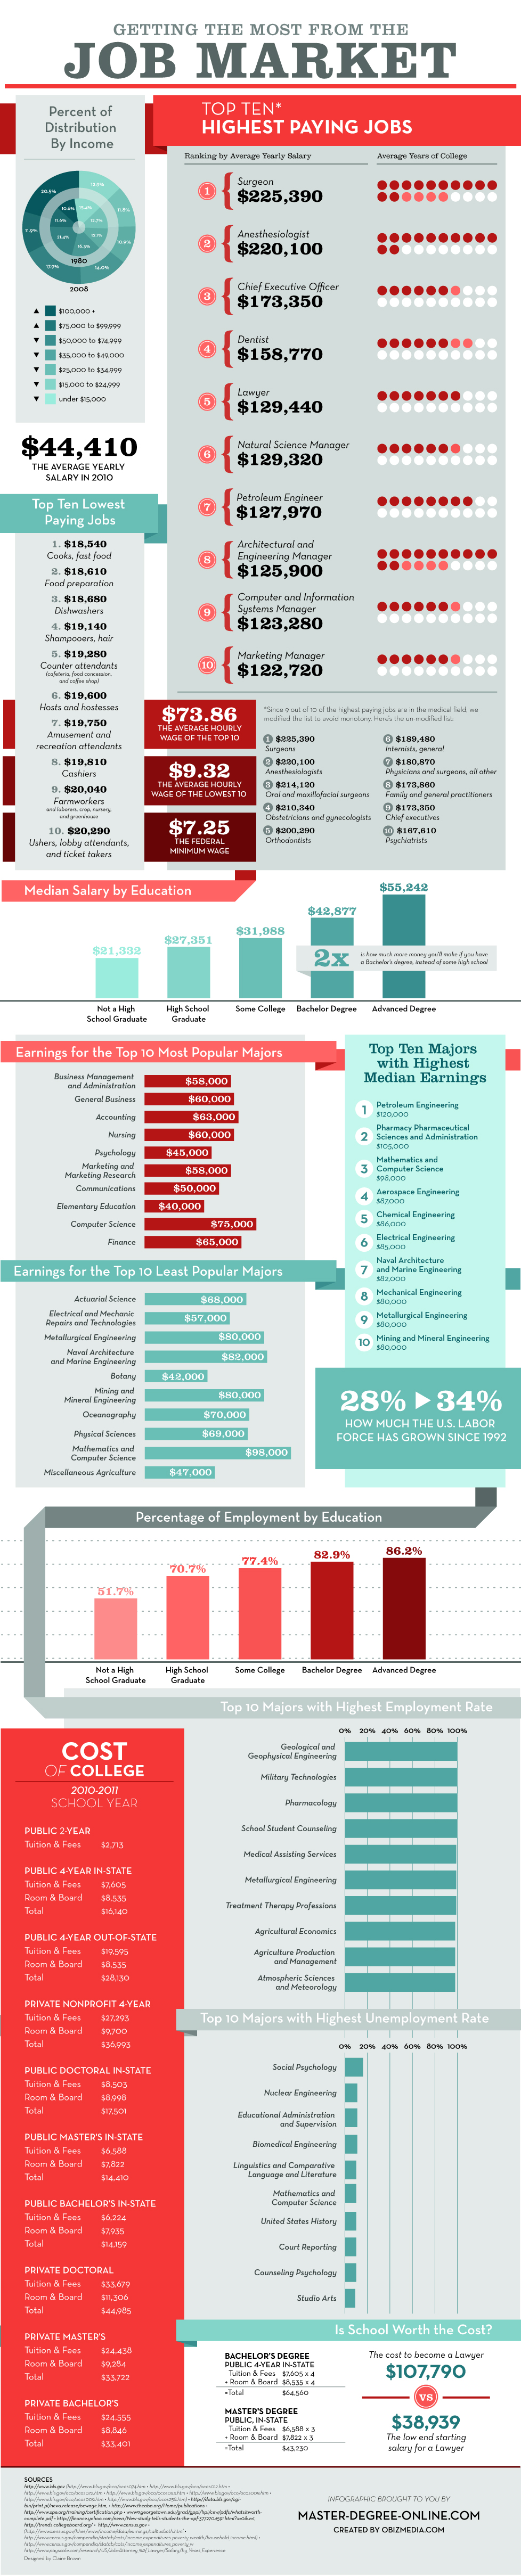 GETTING THE MOST FROM THE
JOB MARKET
Percent of
Distribution
By Income
20.5%
12.9%
11.8%
10.9%
14.0%
17.9%
11.9%
1980
2008
$100,000 +
$75,000 to $99,999
$50,000 to $74,999
$35,000 to $49,000
$25,000 to $34,999
$15,000 to $24,999
under $15,000
$44,410
THE AVERAGE YEARLY
SALARY IN 2010
TOP TEN*
HIGHEST PAYING JOBS
Ranking by Average Yearly Salary
Average Years of College
1
Surgeon
$225,390
2
Anesthesiologist
$220,100
3
Chief Executive Officer
$173,350
4
Dentist
$158,770
5
Lawyer
$129,440
6
Natural Science Manager
$129,320
7
Petroleum Engineer
$127,970
8
Architectural and
Engineering Manager
$125,900
9
Computer and Information
Systems Manager
$123,280
10
Marketing Manager
$122,720
Top Ten Lowest
Paying Jobs
1. $18,540
Cooks, fast food
2. $18,610
Food preparation
3. $18,680
Dishwashers
4. $19,140
Shampooers, hair
5. $19,280
Counter attendants
(cafeteria, food concession,
and coffee shop)
6. $19,600
Hosts and hostesses
7. $19,750
Amusement and
recreation attendants
8. $19,810
Cashiers
9. $20,040
Farmworkers
and laborers, crop, nursery,
and greenhouse
10. $20,290
Ushers, lobby attendants,
and ticket takers
$73.86
THE AVERAGE HOURLY
WAGE OF THE TOP 10
$9.32
THE AVERAGE HOURLY
WAGE OF THE LOWEST 10
$7.25
THE FEDERAL
MINIMUM WAGE
*Since 9 out of 10 of the highest paying jobs are in the medical field, we
modified the list to avoid monotony. Here's the un-modified list:
1 $225,390
Surgeons
2 $220,100
Anesthesiologists
3 $214,120
Oral and maxillofacial surgeons
4 $210,340
Obstetricians and gynecologists
5 $200,290
Orthodontists
6 $189,480
Internists, general
7 $180,870
Physicians and surgeons, all other
8 $173,860
Family and general practitioners
9 $173,350
Chief executives
10 $167,610
Psychiatrists
Median Salary by Education
$21,332
$27,351
$31,988
$42,877
$55,242
2x
is how much more money you'll make if you have
a Bachelor's degree, instead of some high school
Not a High
School Graduate
High School
Graduate
Some College
Bachelor Degree
Advanced Degree
Earnings for the Top 10 Most Popular Majors
Business Management
and Administration
$58,000
General Business
$60,000
Accounting
$63,000
Nursing
$60,000
Psychology
$45,000
Marketing and
Marketing Research
$58,000
Communications
$50,000
Elementary Education
$40,000
Computer Science
$75,000
Finance
$65,000
Earnings for the Top 10 Least Popular Majors
Actuarial Science
$68,000
Electrical and Mechanic
Repairs and Technologies
$57,000
Metallurgical Engineering
$80,000
Naval Architecture
and Marine Engineering
$82,000
Botany
$42,000
Mining and
Mineral Engineering
$80,000
Oceanography
$70,000
Physical Sciences
$69,000
Mathematics and
Computer Science
$98,000
Miscellaneous Agriculture
$47,000
Top Ten Majors
with Highest
Median Earnings
1
Petroleum Engineering
$120,000
2
Pharmacy Pharmaceutical
Sciences and Administration
$105,000
3
Mathematics and
Computer Science
$98,000
4
Aerospace Engineering
$87,000
5
Chemical Engineering
$86,000
6
Electrical Engineering
$85,000
7
Naval Architecture
and Marine Engineering
$82,000
8
Mechanical Engineering
$80,000
9
Metallurgical Engineering
$80,000
10
Mining and Mineral Engineering
$80,000
28% 34%
HOW MUCH THE U.S. LABOR
FORCE HAS GROWN SINCE 1992
Percentage of Employment by Education
51.7%
70.7%
77.4%
82.9%
86.2%
Not a High
School Graduate
High School
Graduate
Some College
Bachelor Degree
Advanced Degree
Top 10 Majors with Highest Employment Rate
0% 20% 40% 60% 80% 100%
Geological and
Geophysical Engineering
Military Technologies
Pharmacology
School Student Counseling
Medical Assisting Services
Metallurgical Engineering
Treatment Therapy Professions
Agricultural Economics
Agriculture Production
and Management
Atmospheric Sciences
and Meteorology
Top 10 Majors with Highest Unemployment Rate
0% 20% 40% 60% 80% 100%
Social Psychology
Nuclear Engineering
Educational Administration
and Supervision
Biomedical Engineering
Linguistics and Comparative
Language and Literature
Mathematics and
Computer Science
United States History
Court Reporting
Counseling Psychology
Studio Arts
COST
OF COLLEGE
2010-2011
SCHOOL YEAR
PUBLIC 2-YEAR
Tuition & Fees $2,713
PUBLIC 4-YEAR IN-STATE
Tuition & Fees $7,605
Room & Board $8,535
Total $16,140
PUBLIC 4-YEAR OUT-OF-STATE
Tuition & Fees $19,595
Room & Board $8,535
Total $28,130
PRIVATE NONPROFIT 4-YEAR
Tuition & Fees $27,293
Room & Board $9,700
Total $36,993
PUBLIC DOCTORAL IN-STATE
Tuition & Fees $8,503
Room & Board $8,998
Total $17,501
PUBLIC MASTER'S IN-STATE
Tuition & Fees $6,588
Room & Board $7,822
Total $14,410
PUBLIC BACHELOR'S IN-STATE
Tuition & Fees $6,224
Room & Board $7,935
Total $14,159
PRIVATE DOCTORAL
Tuition & Fees $33,679
Room & Board $11,306
Total $44,985
PRIVATE MASTER'S
Tuition & Fees $24,438
Room & Board $9,284
Total $33,722
PRIVATE BACHELOR'S
Tuition & Fees $24,555
Room & Board $8,846
Total $33,401
Is School Worth the Cost?
BACHELOR'S DEGREE
PUBLIC 4-YEAR IN-STATE
Tuition & Fees $7,605 x 4
+ Room & Board $8,535 x 4
=Total $64,560
MASTER'S DEGREE
PUBLIC, IN-STATE
Tuition & Fees $6,588 x 3
+ Room & Board $7,822 x 3
=Total $43,230
The cost to become a Lawyer
$107,790
VS
$38,939
The low end starting
salary for a Lawyer
SOURCES
Designed by Claire Brown
INFOGRAPHIC BROUGHT TO YOU BY
MASTER-DEGREE-ONLINE.COM
CREATED BY OBIZMEDIA.COM